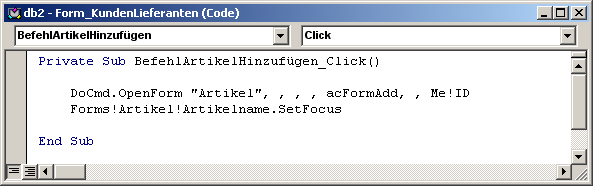 db2 - Form_KundenLieferanten (Code)
BefehlArtikelHinzufügen Click
Private Sub BefehlArtikelHinzufügen_Click()
DoCmd.OpenForm "Artikel", , , , acFormAdd, , Me!ID
Forms!Artikel!Artikelname.SetFocus
End Sub